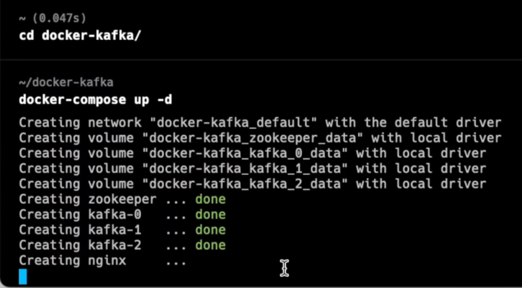 ~ (0.047s)
cd docker-kafka/
~/docker-kafka
docker-compose up -d
Creating network "docker-kafka_default" with the default driver
Creating volume "docker-kafka_zookeeper_data" with local driver
Creating volume "docker-kafka_kafka_0_data" with local driver
Creating volume "docker-kafka_kafka_1_data" with local driver
Creating volume "docker-kafka_kafka_2_data" with local driver
Creating zookeeper ... done
Creating kafka-0   ... done
Creating kafka-1   ... done
Creating kafka-2   ... done
Creating nginx     ...